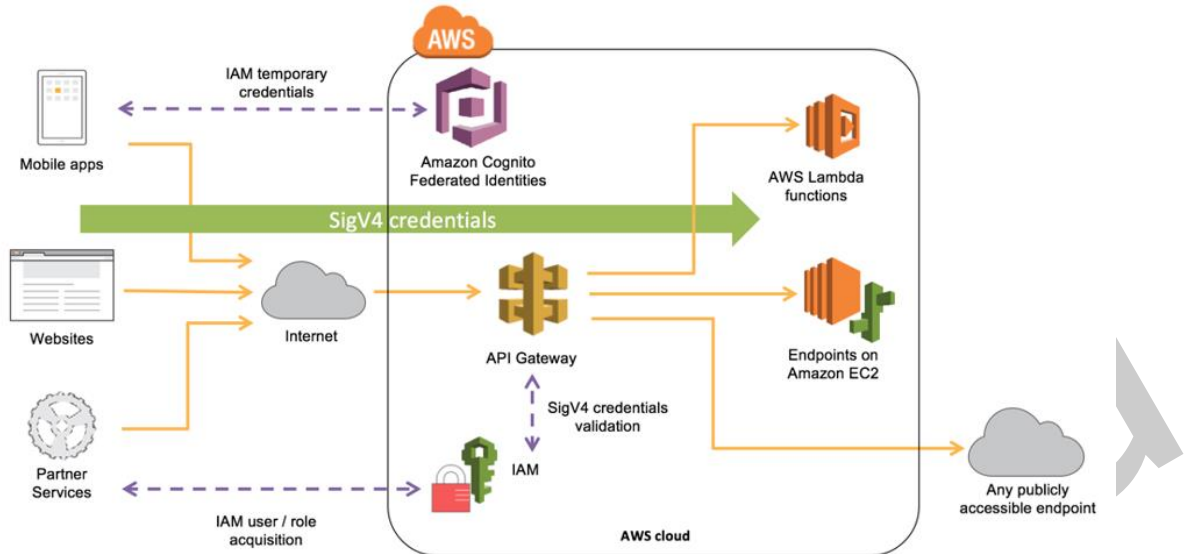 AWS
IAM temporary
credentials
Mobile apps
Amazon Cognito
Federated Identities
AWS Lambda
functions
SigV4 credentials
Websites
Internet
API Gateway
Endpoints on
Amazon EC2
SigV4 credentials
validation
Partner
Services
IAM
IAM user / role
acquisition
AWS cloud
Any publicly
accessible endpoint